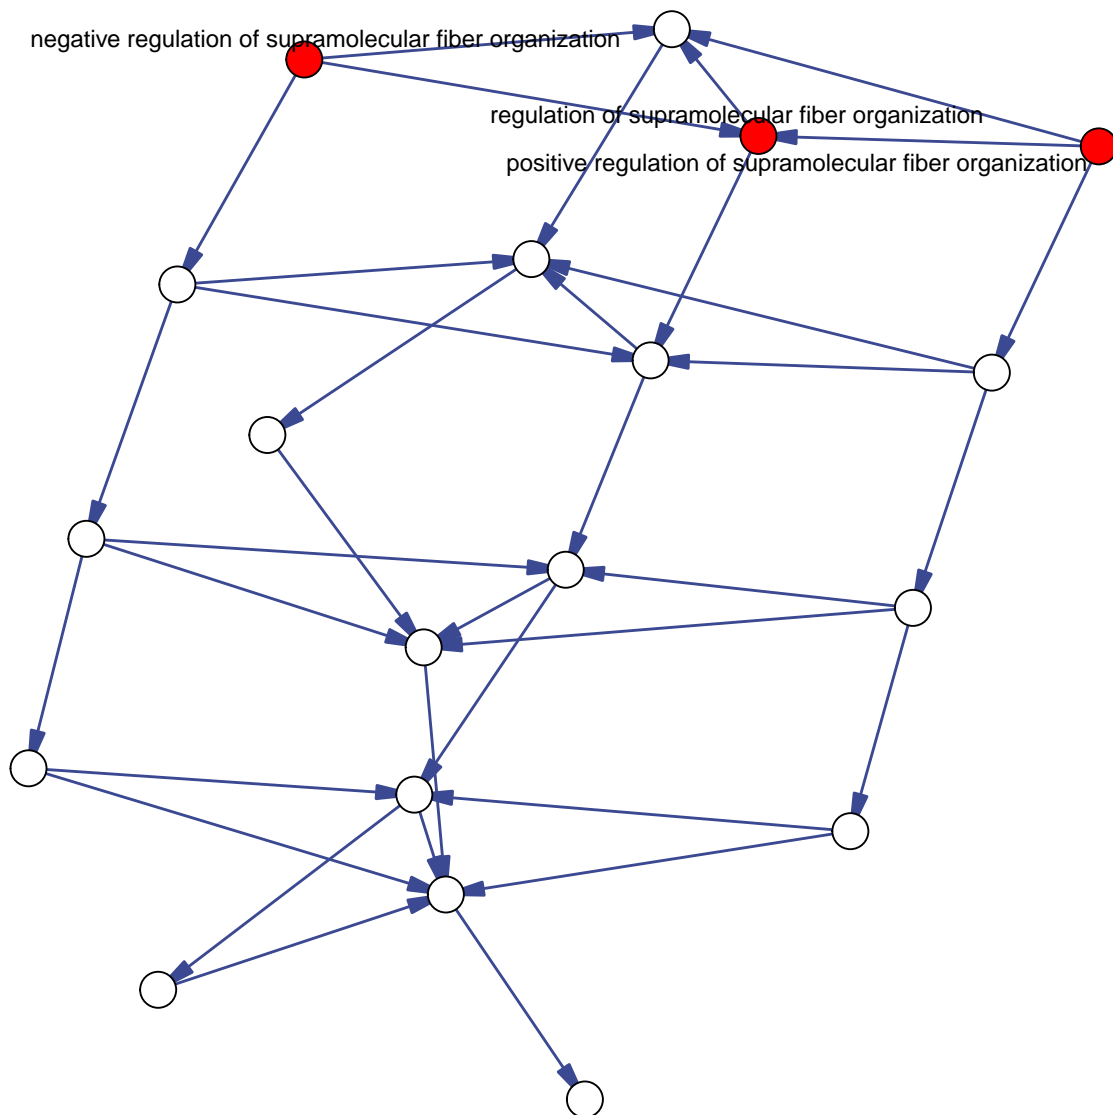 negative regulation of supramolecular fiber organization
regulation of supramolecular fiber organization
positive regulation of supramolecular fiber organization